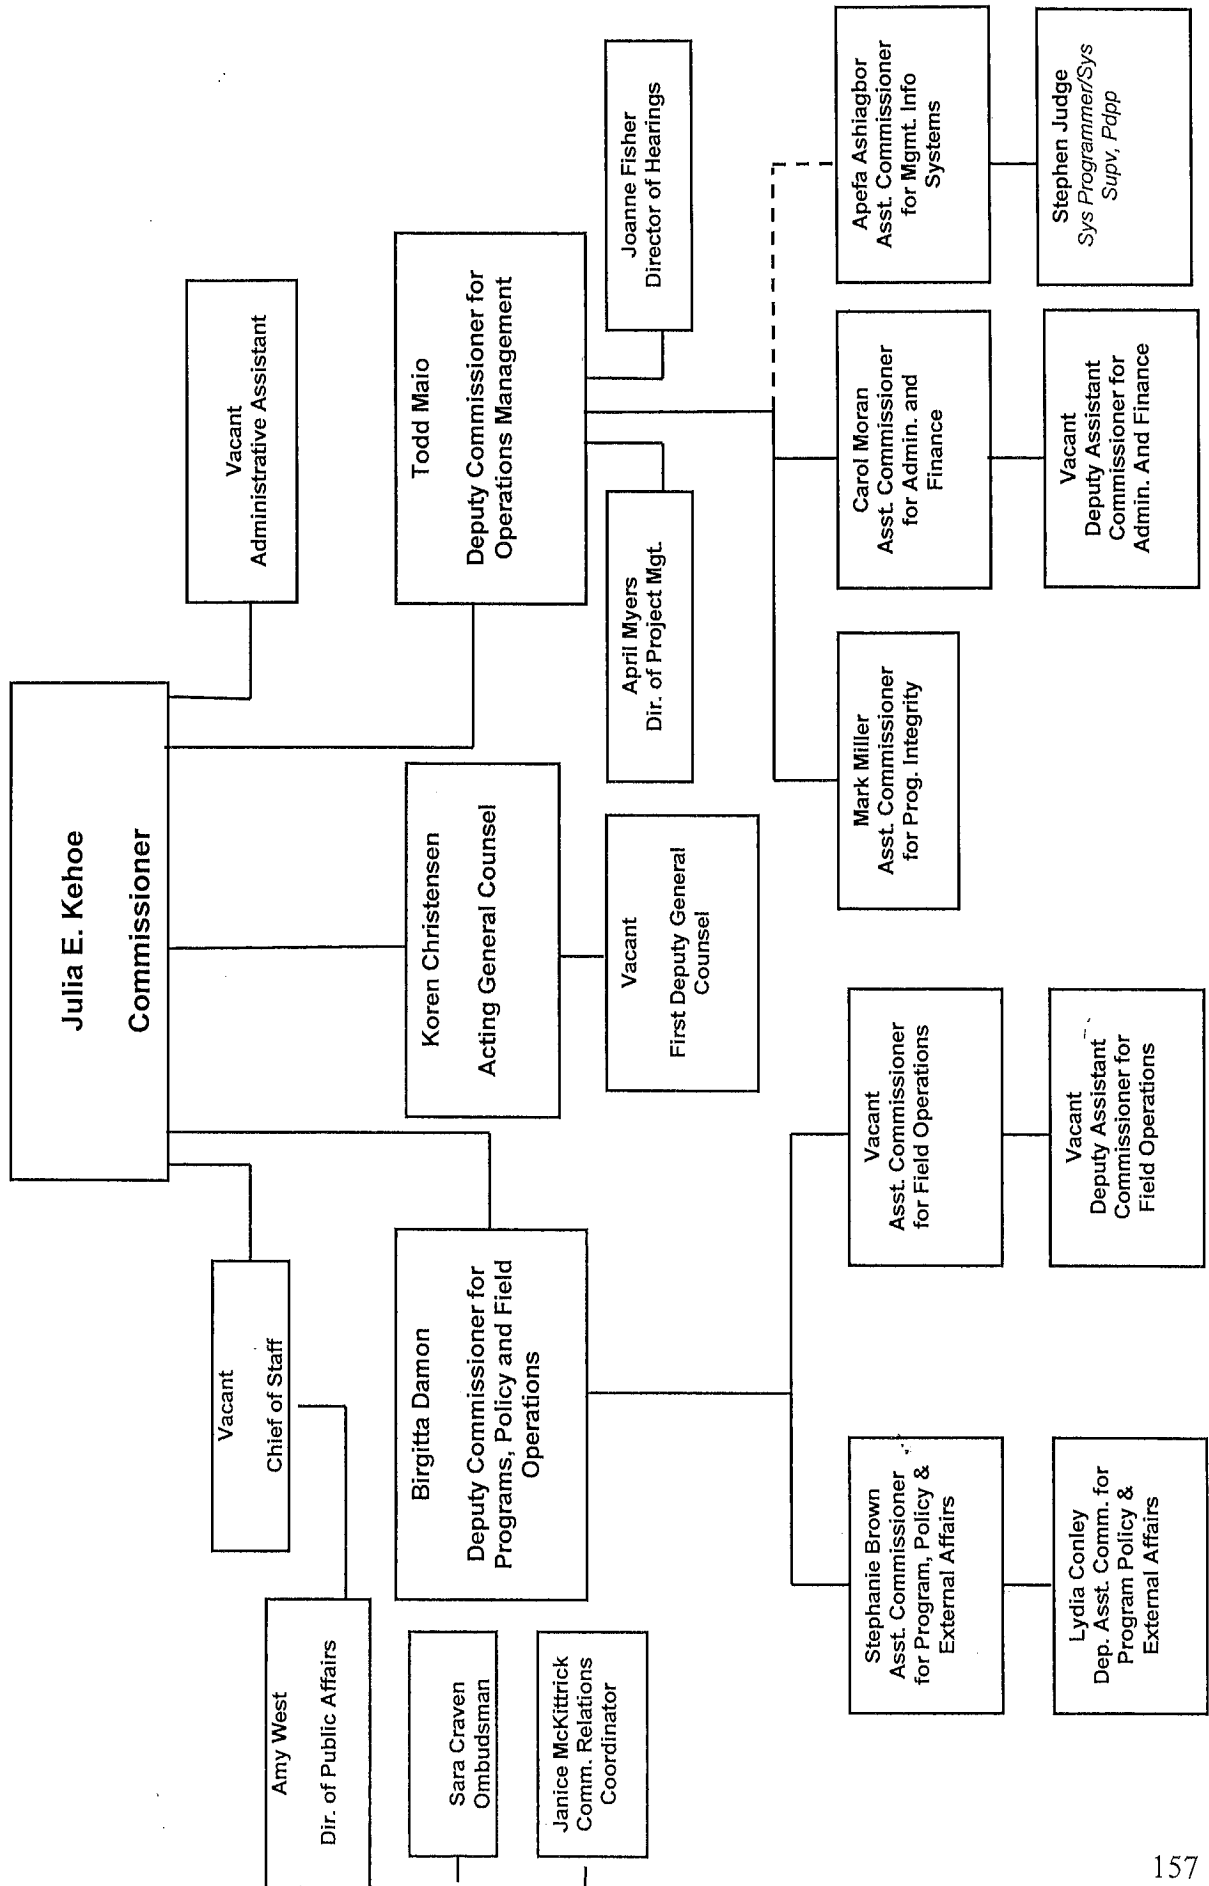 Julia E. Kehoe
Commissioner
Vacant
Chief of Staff
Vacant
Administrative Assistant
Amy West
Dir. of Public Affairs
Sara Craven
Ombudsman
Janice McKittrick
Comm. Relations
Coordinator
Birgitta Damon
Deputy Commissioner for
Programs, Policy and Field
Operations
Koren Christensen
Acting General Counsel
Todd Maio
Deputy Commissioner for
Operations Management
Vacant
First Deputy General
Counsel
April Myers
Dir. of Project Mgt.
Joanne Fisher
Director of Hearings
Stephanie Brown
Asst. Commissioner
for Program, Policy &
External Affairs
Vacant
Asst. Commissioner
for Field Operations
Mark Miller
Asst. Commissioner
for Prog. Integrity
Carol Moran
Asst. Commissioner
for Admin. and
Finance
Apefa Ashiagbor
Asst. Commissioner
for Mgmt. Info
Systems
Lydia Conley
Dep. Asst. Comm. for
Program Policy &
External Affairs
Vacant
Deputy Assistant
Commissioner for
Field Operations
Vacant
Deputy Assistant
Commissioner for
Admin. And Finance
Stephen Judge
Sys Programmer/Sys
Supv, Pdpp
157